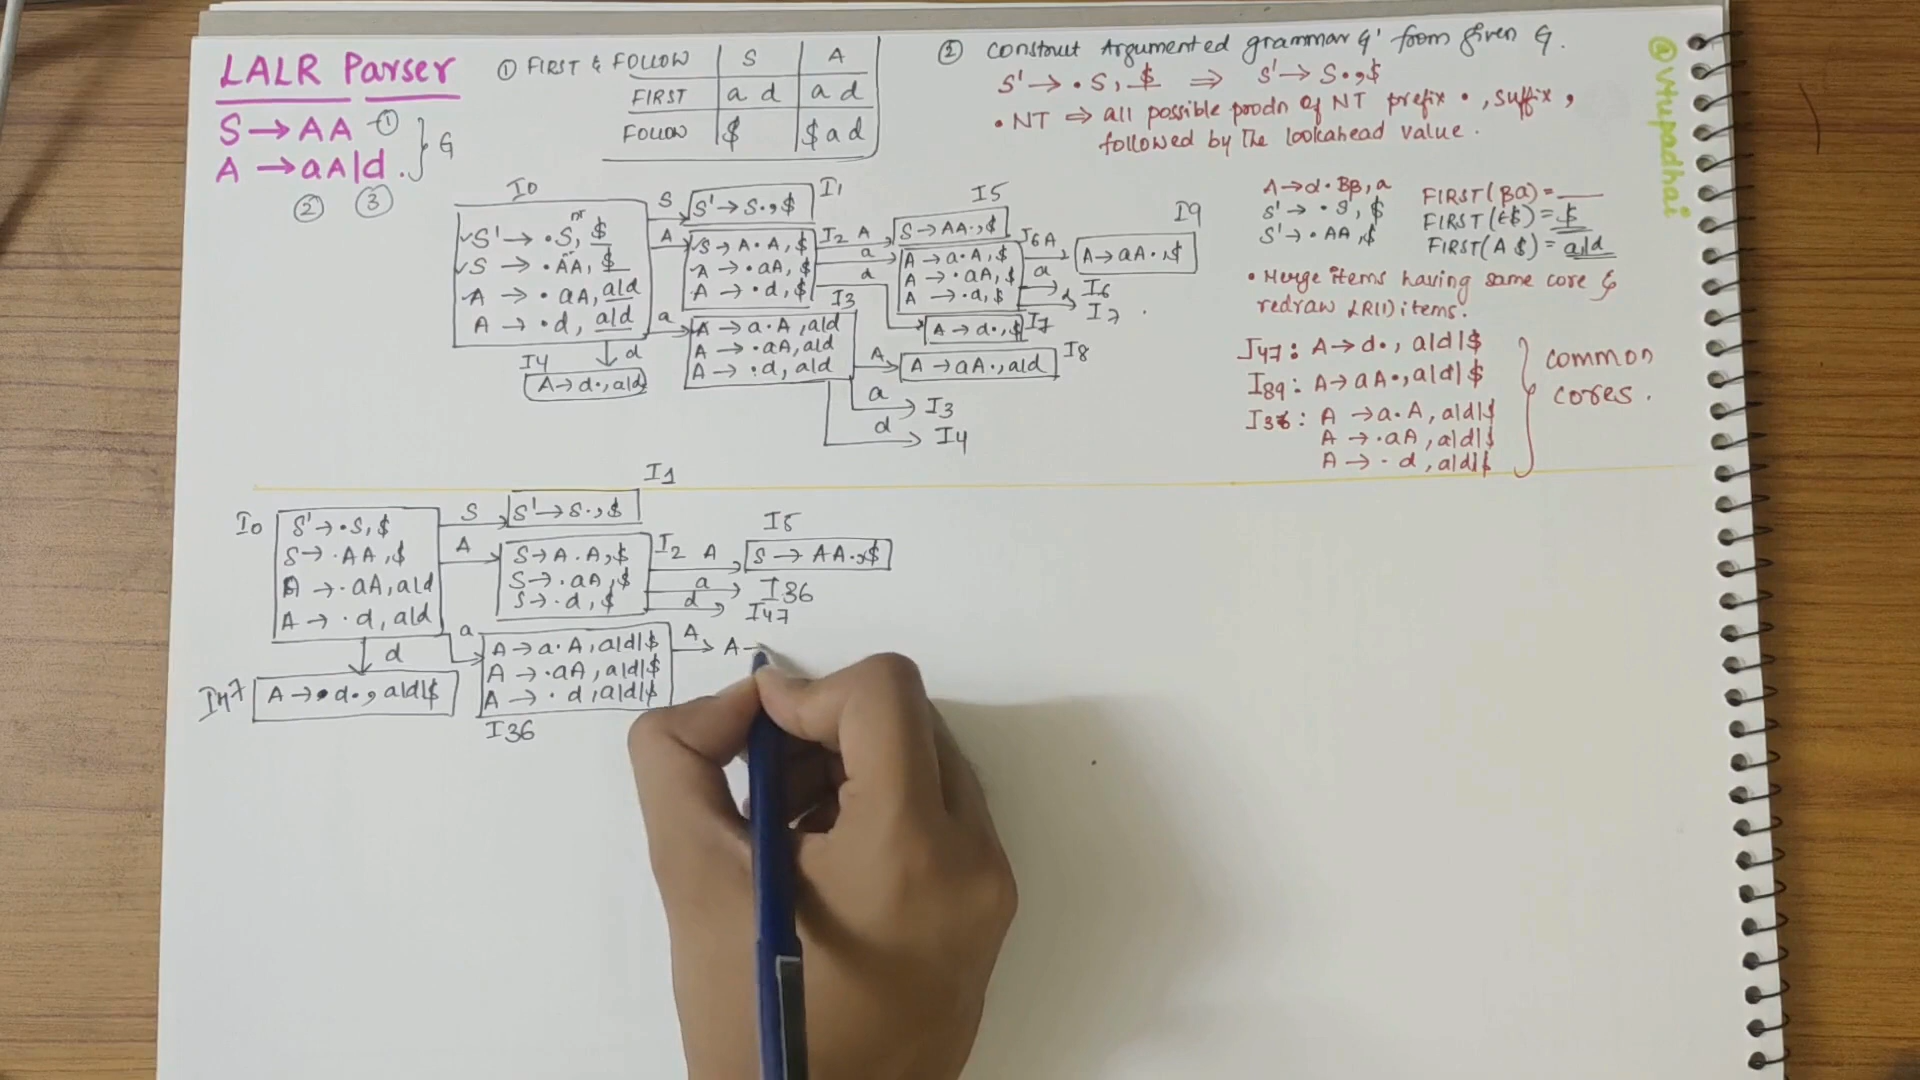 LALR Parser
S → AA ①
A → aA|d . } G
② ③
① FIRST & FOLLOW S A
FIRST a d a d
FOLLOW $ $ a d
② Construct Argumented grammar G' from given G.
S' → •S, $ ⇒ S' → S•, $
• NT ⇒ all possible prodn of NT prefix •, suffix ,
followed by the lookahead value.
@vtupadhai
I0
S' → •S, $
S → •AA, $
A → •aA, a|d
A → •d, a|d
S
S' → S•, $
I1
A
S → A•A, $
A → •aA, $
A → •d, $
I2
A
S → AA•, $
I5
a
A → a•A, $
A → •aA, $
A → •d, $
I6
A
A → aA•, $
I9
a
I6
d
I7 .
d
A → d•, $
I7
a
I3
A → a•A, a|d
A → •aA, a|d
A → •d, a|d
A
A → aA•, a|d
I8
a
I3
d
I4
d
I4
A → d•, a|d
A → d•Bβ, a
S' → •S, $
S' → •AA, $
FIRST(βa) = ___
FIRST(ε$) = $
FIRST(A $) = a|d
• Merge items having same core &
redraw LR(1) items.
I47 : A → d•, a|d|$
I89 : A → aA•, a|d|$
I36 : A → a•A, a|d|$
A → •aA, a|d|$
A → •d, a|d|$
common
cores .
I0
S' → •S, $
S → •AA, $
A → •aA, a|d
A → •d, a|d
S
S' → S•, $
I1
A
S → A•A, $
S → •aA, $
S → •d, $
I2
A
S → AA•, $
I5
a
I36
d
I47
a
A → a•A, a|d|$
A → •aA, a|d|$
A → •d, a|d|$
I36
A
A →
d
I47
A → •d•, a|d|$